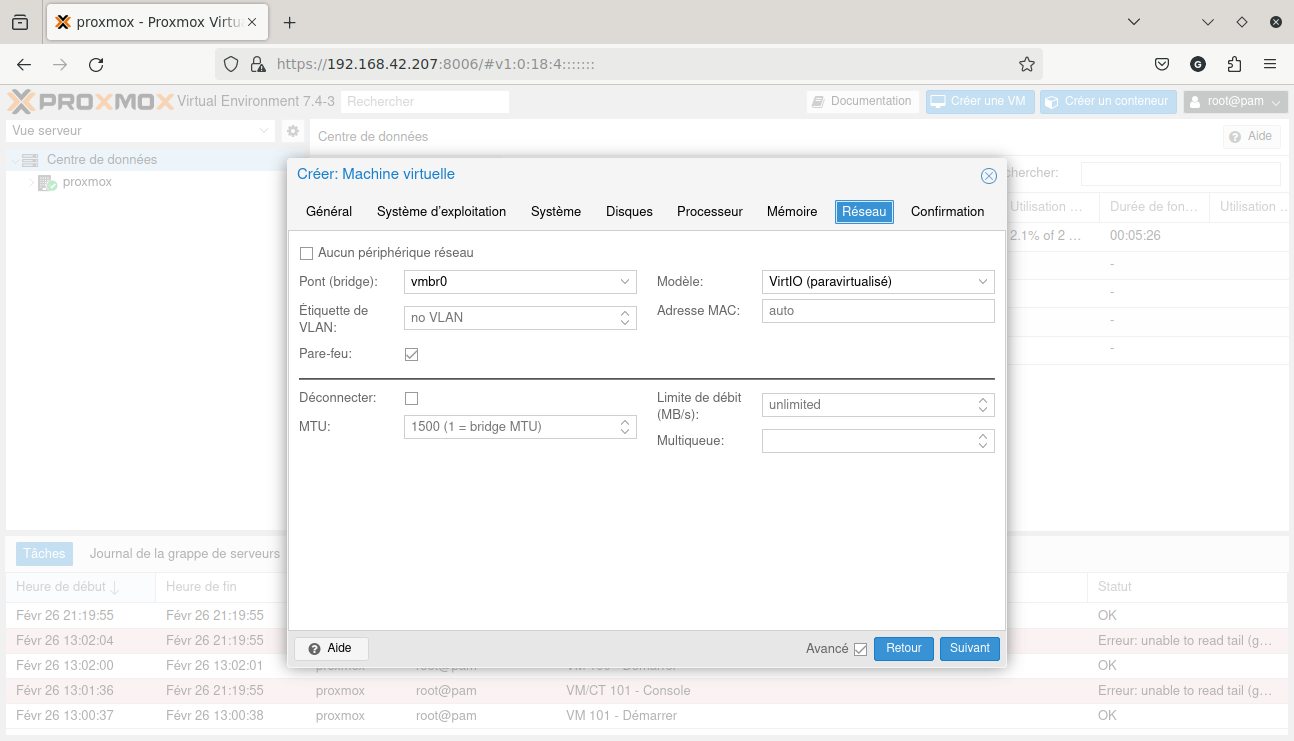 proxmox - Proxmox Virtu
https://192.168.42.207:8006/#v1:0:18:4:::::::
PROXMOX Virtual Environment 7.4-3 Rechercher Documentation Créer une VM Créer un conteneur root@pam
Vue serveur Centre de données Aide
Centre de données
proxmox
chercher:
Utilisation ... Durée de fon... Utilisation ...
2.1% of 2 ... 00:05:26
-
-
-
-
Créer: Machine virtuelle
Général Système d'exploitation Système Disques Processeur Mémoire Réseau Confirmation
Aucun périphérique réseau
Pont (bridge): vmbr0 Modèle: VirtIO (paravirtualisé)
Étiquette de VLAN: no VLAN Adresse MAC: auto
Pare-feu:
Déconnecter: Limite de débit (MB/s): unlimited
MTU: 1500 (1 = bridge MTU) Multiqueue:
Aide Avancé Retour Suivant
Tâches Journal de la grappe de serveurs
Heure de début Heure de fin Statut
Févr 26 21:19:55 Févr 26 21:19:55 OK
Févr 26 13:02:04 Févr 26 21:19:55 Erreur: unable to read tail (g...
Févr 26 13:02:00 Févr 26 13:02:01 proxmox root@pam VM 100 - Démarrer OK
Févr 26 13:01:36 Févr 26 21:19:55 proxmox root@pam VM/CT 101 - Console Erreur: unable to read tail (g...
Févr 26 13:00:37 Févr 26 13:00:38 proxmox root@pam VM 101 - Démarrer OK